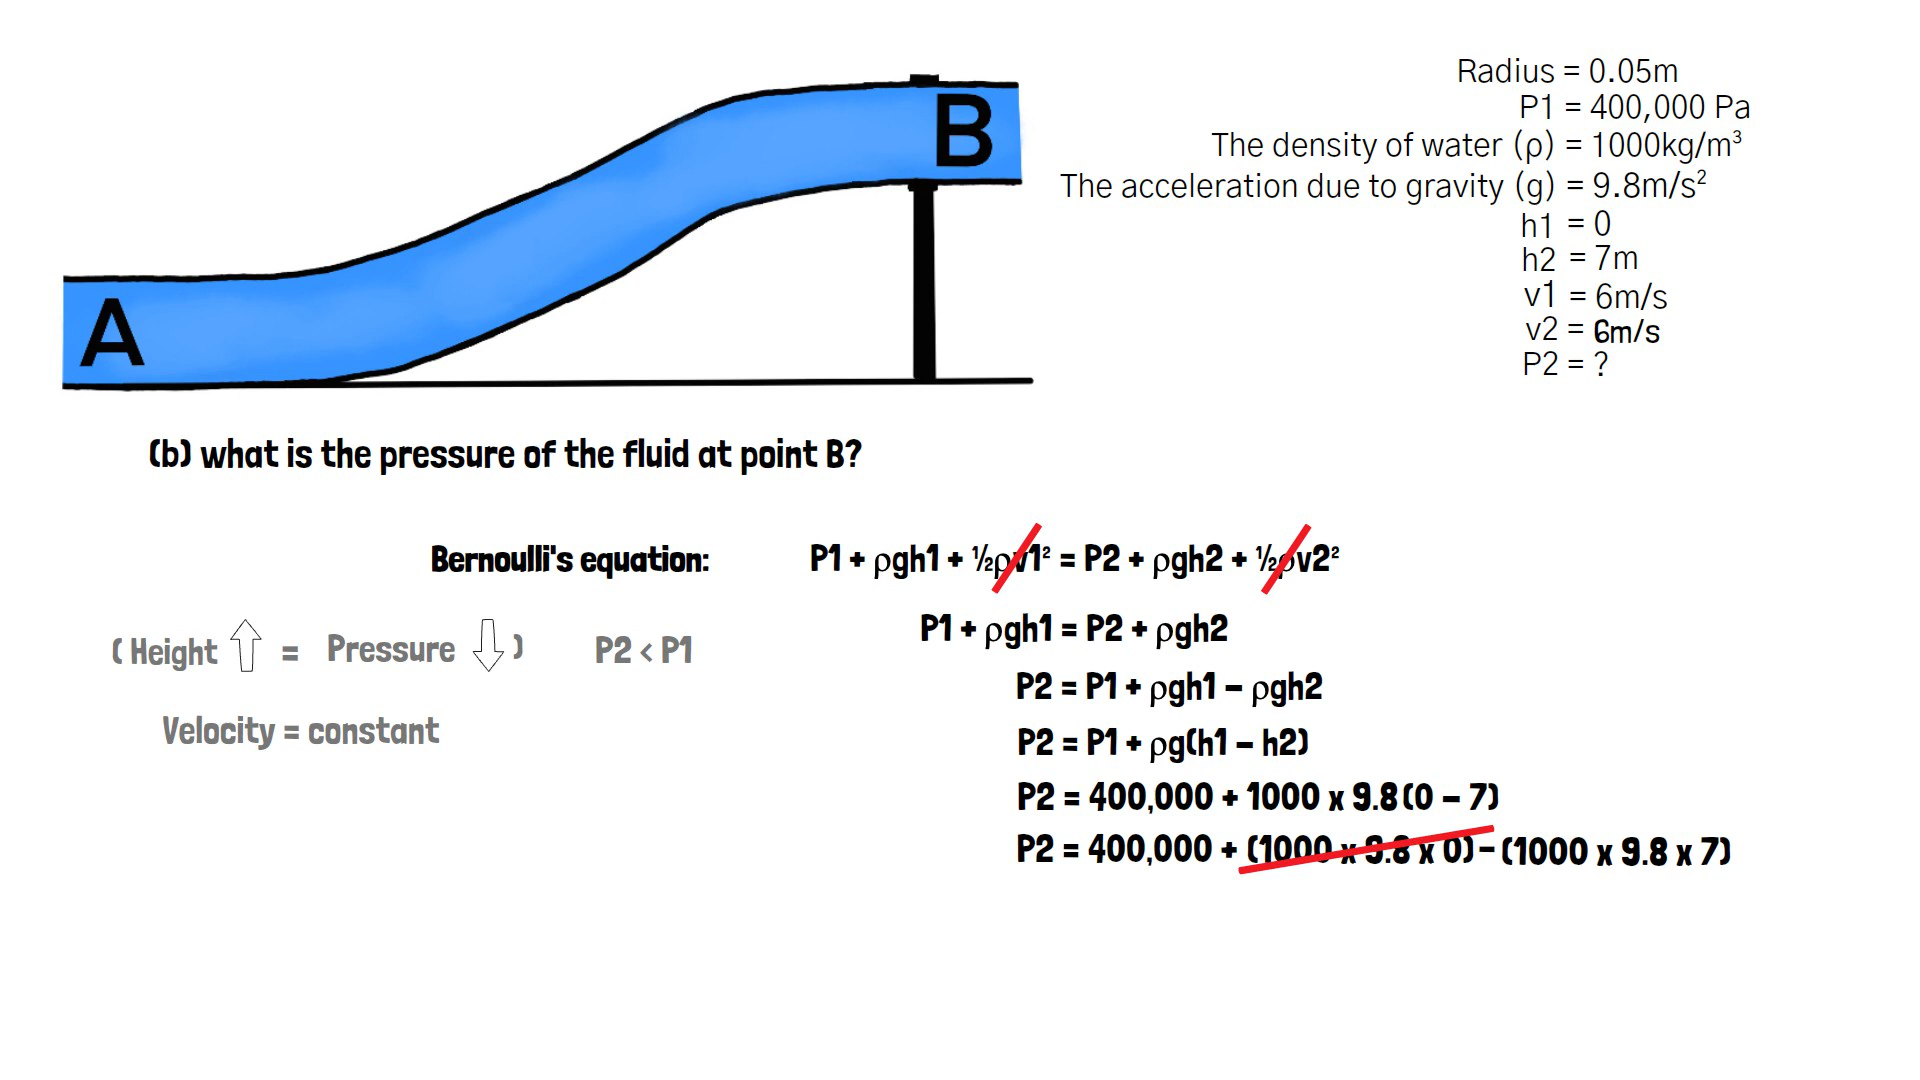 A
B
Radius = 0.05m
P1 = 400,000 Pa
The density of water (ρ) = 1000kg/m³
The acceleration due to gravity (g) = 9.8m/s²
h1 = 0
h2 = 7m
v1 = 6m/s
v2 = 6m/s
P2 = ?
(b) what is the pressure of the fluid at point B?
Bernoulli's equation: P1 + ρgh1 + ½ρv1² = P2 + ρgh2 + ½ρv2²
( Height = Pressure ) P2 < P1
Velocity = constant
P1 + ρgh1 = P2 + ρgh2
P2 = P1 + ρgh1 – ρgh2
P2 = P1 + ρg(h1 – h2)
P2 = 400,000 + 1000 x 9.8 (0 – 7)
P2 = 400,000 + (1000 x 9.8 x 0) – (1000 x 9.8 x 7)